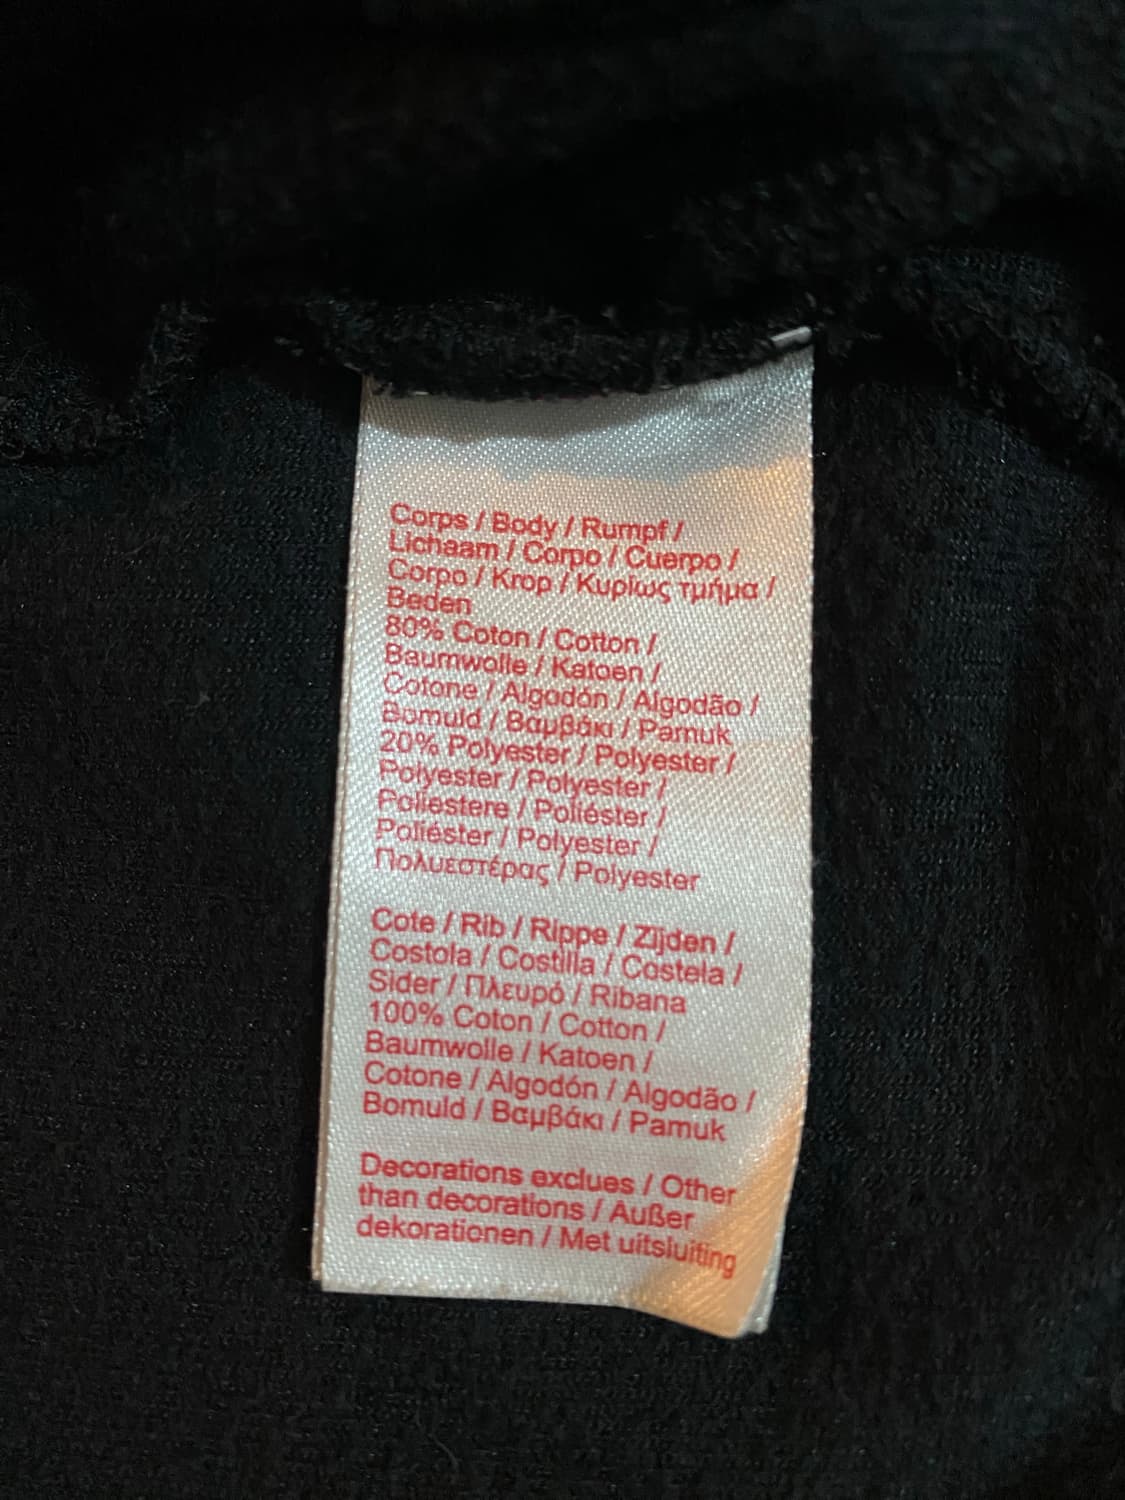 Corps / Body / Rumpf /
Lichaam / Corpo / Cuerpo /
Corpo / Krop / Κυρίως τμήμα /
Beden
80% Coton / Cotton /
Baumwolle / Katoen /
Cotone / Algodón / Algodão /
Bomuld / Βαμβάκι / Pamuk
20% Polyester / Polyester /
Polyester / Polyester /
Poliestere / Poliéster /
Poliéster / Polyester /
Πολυεστέρας / Polyester
Cote / Rib / Rippe / Zijden /
Costola / Costilla / Costela /
Sider / Πλευρό / Ribana
100% Coton / Cotton /
Baumwolle / Katoen /
Cotone / Algodón / Algodão /
Bomuld / Βαμβάκι / Pamuk
Decorations exclues / Other
than decorations / Außer
dekorationen / Met uitsluiting